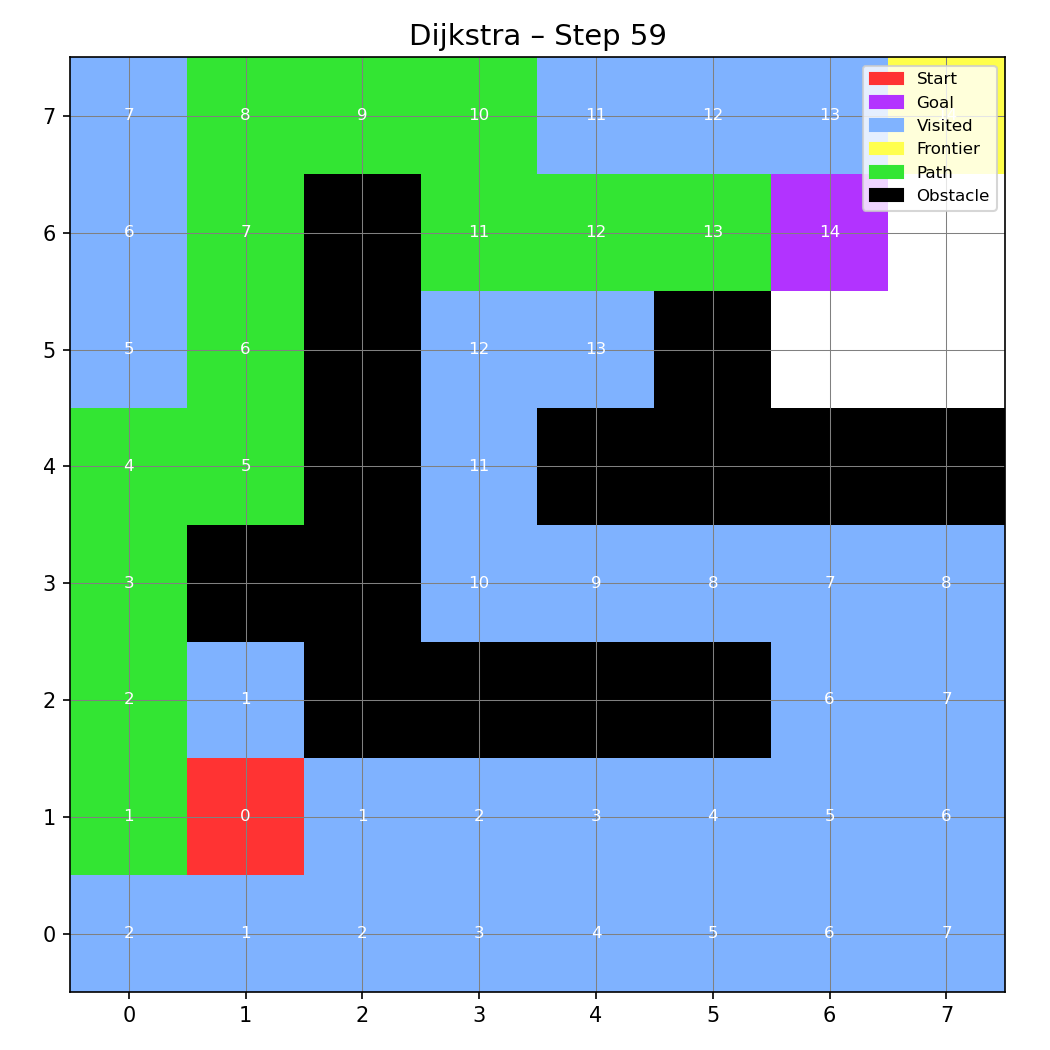 Dijkstra – Step 59
7 7 8 9 10 11 12 13
Start
Goal
Visited
Frontier
Path
Obstacle
6 6 7 11 12 13 14
5 5 6 12 13
4 4 5 11
3 3 10 9 8 7 8
2 2 1 6 7
1 1 0 1 2 3 4 5 6
0 2 1 2 3 4 5 6 7
0 1 2 3 4 5 6 7